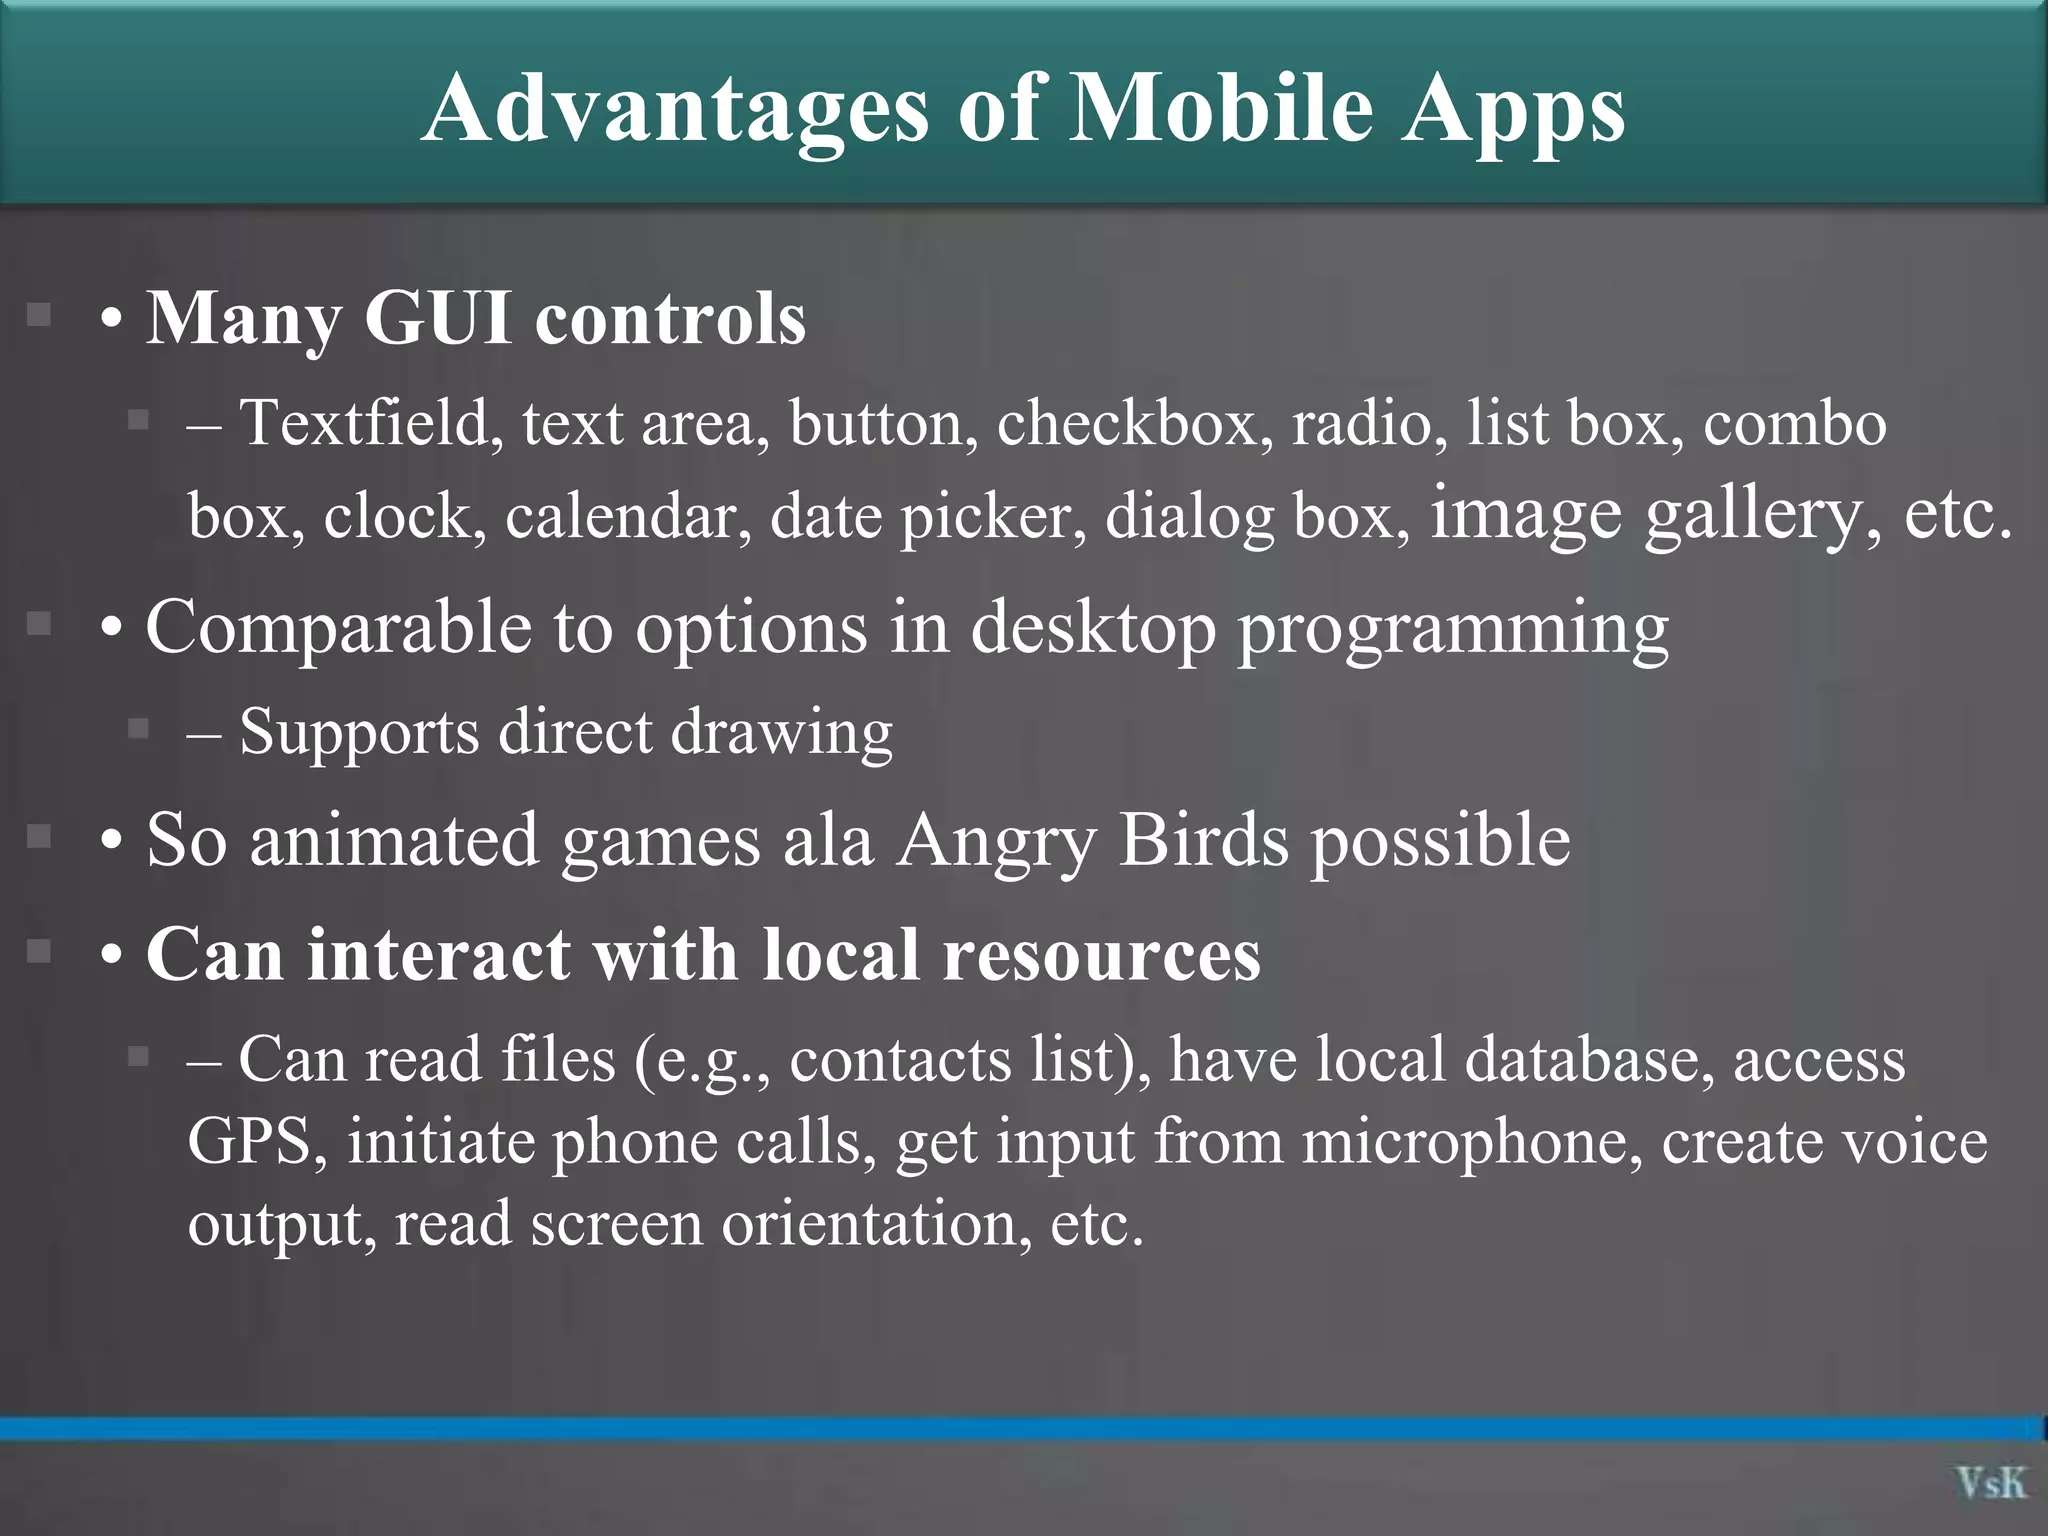 Advantages of Mobile Apps
• Many GUI controls
– Textfield, text area, button, checkbox, radio, list box, combo
box, clock, calendar, date picker, dialog box, image gallery, etc.
• Comparable to options in desktop programming
– Supports direct drawing
• So animated games ala Angry Birds possible
• Can interact with local resources
– Can read files (e.g., contacts list), have local database, access
GPS, initiate phone calls, get input from microphone, create voice
output, read screen orientation, etc.
VsK